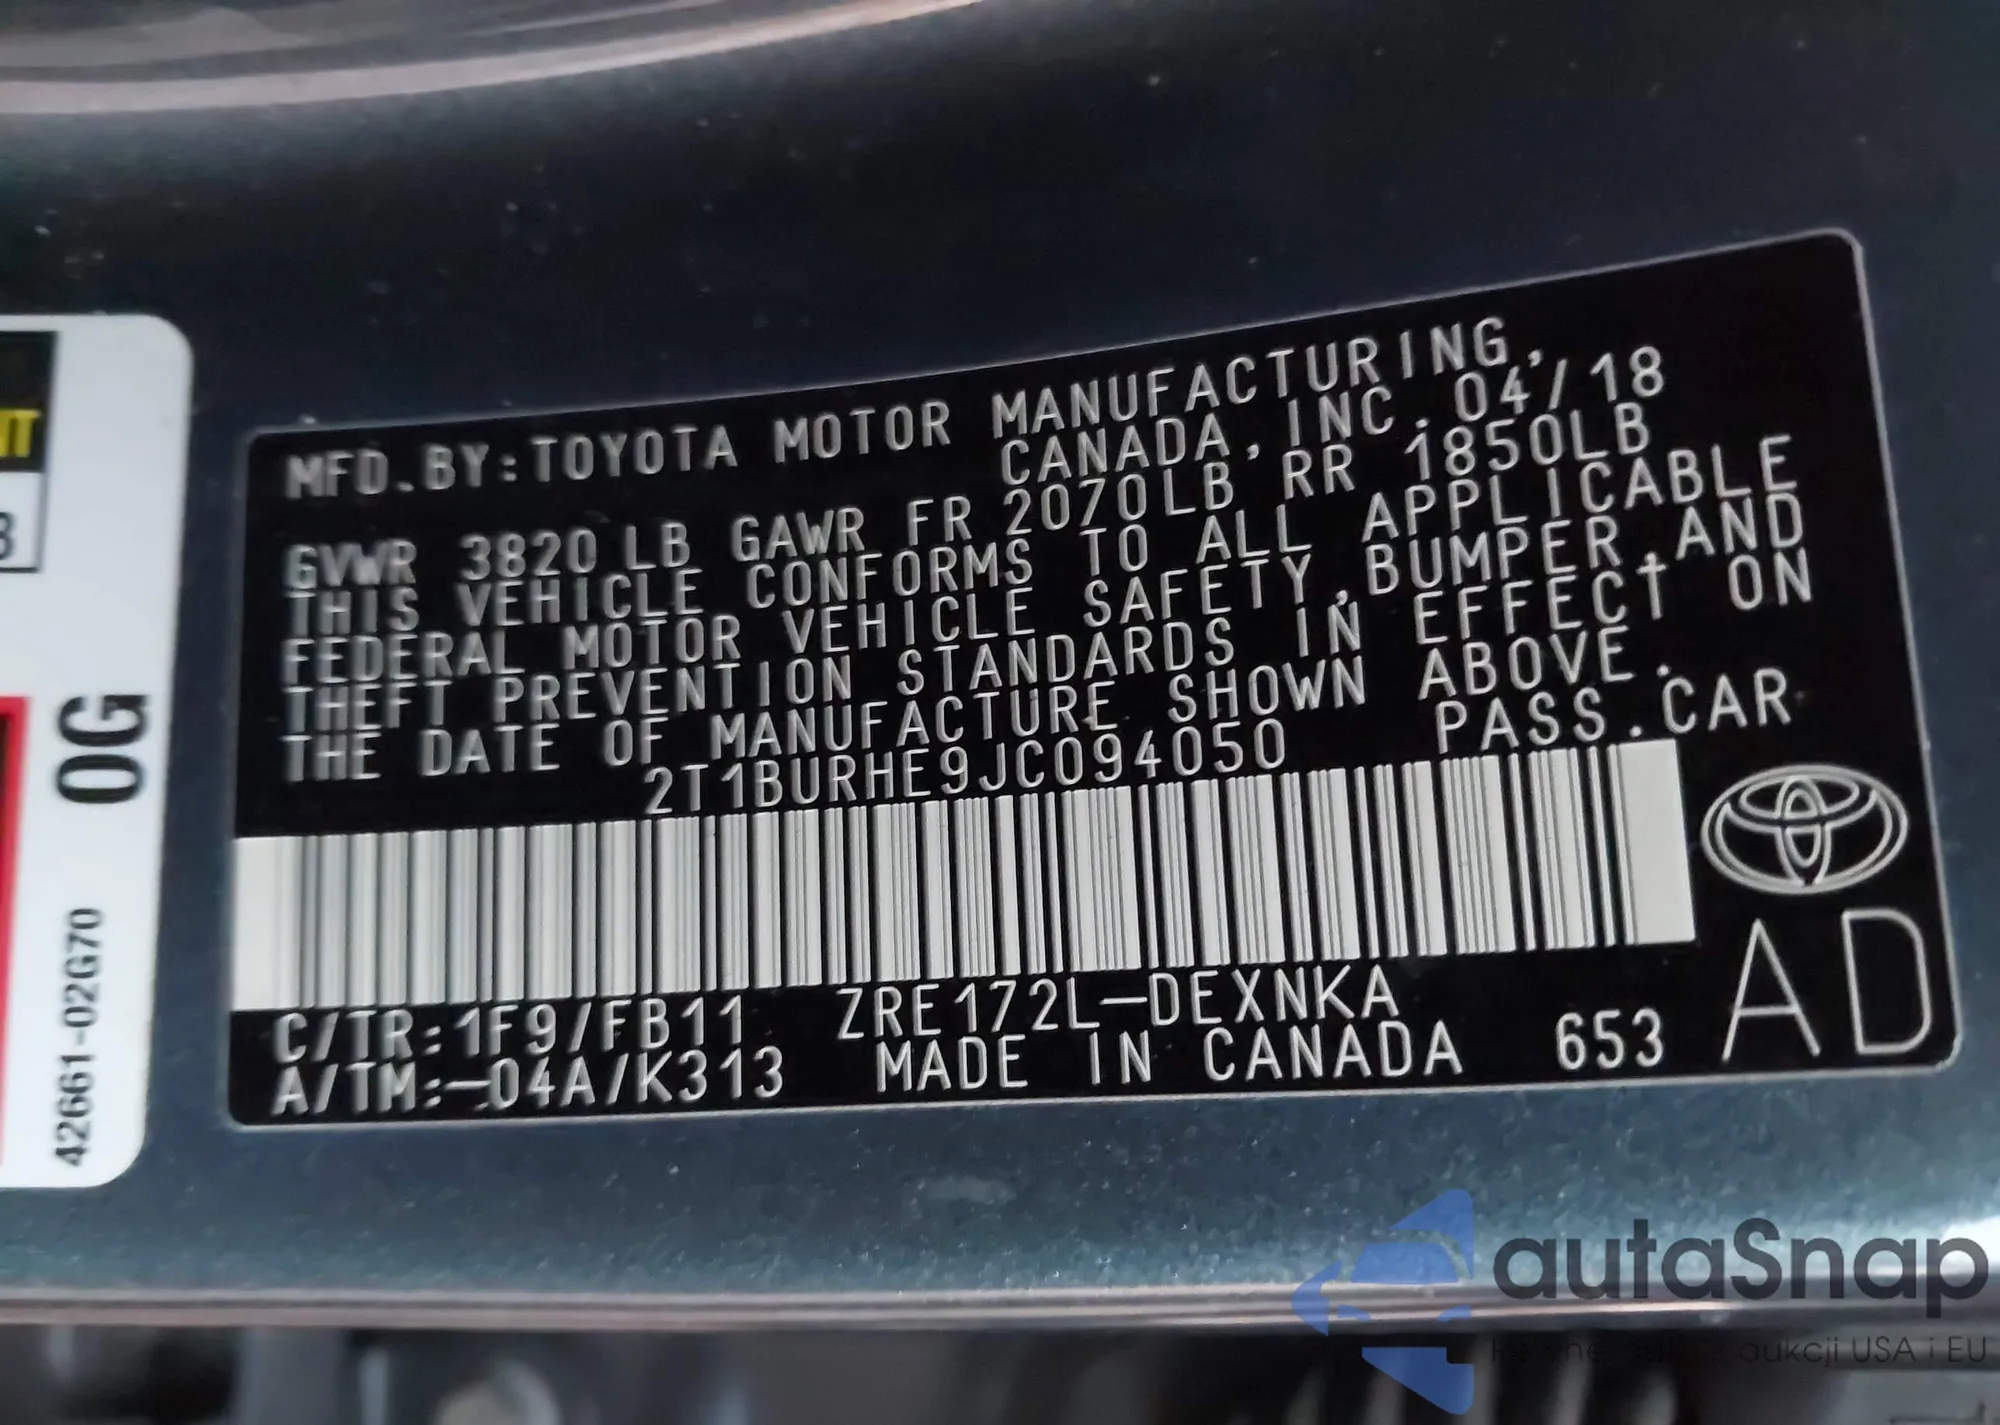 MFD.BY:TOYOTA MOTOR MANUFACTURING,
CANADA,INC.04/18
GVWR 3820 LB GAWR FR 2070LB RR 1850LB
THIS VEHICLE CONFORMS TO ALL APPLICABLE
FEDERAL MOTOR VEHICLE SAFETY,BUMPER,AND
THEFT PREVENTION STANDARDS IN EFFECT ON
THE DATE OF MANUFACTURE SHOWN ABOVE.
2T1BURHE9JC094050 PASS.CAR
C/TR:1F9/FB11 ZRE172L-DEXNKA
A/TM:-04A/K313 MADE IN CANADA 653 AD
0G
42661-02G70
autaSnap
aukcji USA i EU